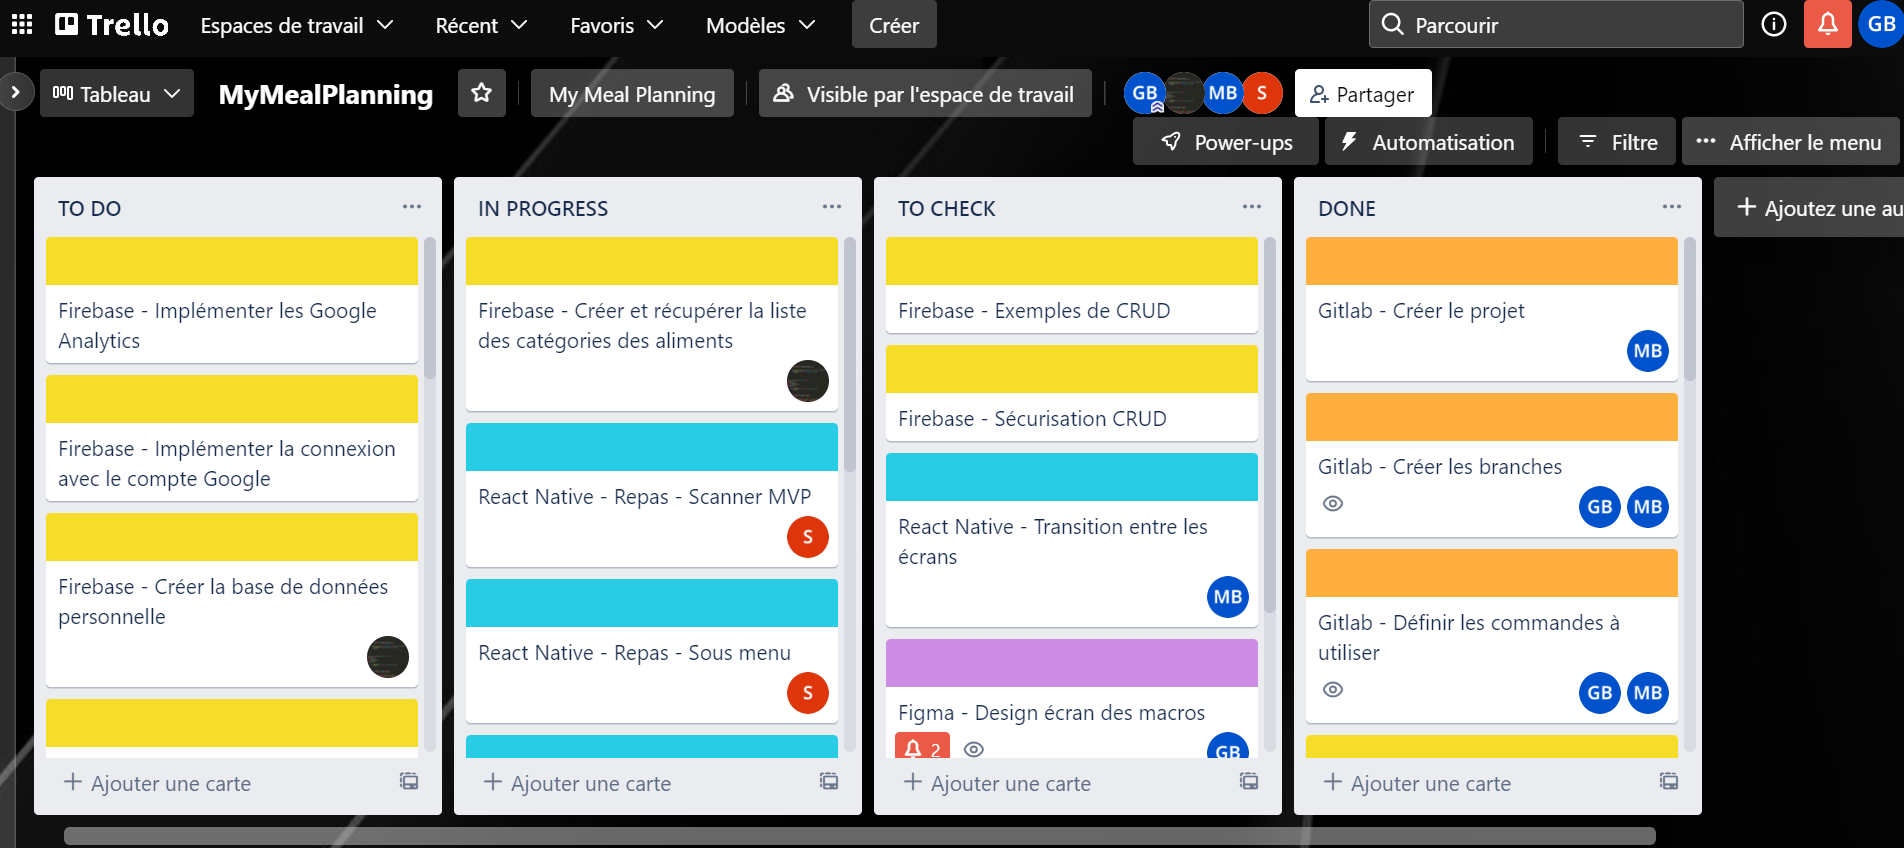 Trello
Espaces de travail
Récent
Favoris
Modèles
Créer
Parcourir
GB
Tableau
MyMealPlanning
My Meal Planning
Visible par l'espace de travail
GB
MB
S
Partager
Power-ups
Automatisation
Filtre
Afficher le menu
TO DO
Firebase - Implémenter les Google
Analytics
Firebase - Implémenter la connexion
avec le compte Google
Firebase - Créer la base de données
personnelle
Ajouter une carte
IN PROGRESS
Firebase - Créer et récupérer la liste
des catégories des aliments
React Native - Repas - Scanner MVP
S
React Native - Repas - Sous menu
S
Ajouter une carte
TO CHECK
Firebase - Exemples de CRUD
Firebase - Sécurisation CRUD
React Native - Transition entre les
écrans
MB
Figma - Design écran des macros
2
GB
Ajouter une carte
DONE
Gitlab - Créer le projet
MB
Gitlab - Créer les branches
GB MB
Gitlab - Définir les commandes à
utiliser
GB MB
Ajouter une carte
Ajoutez une au